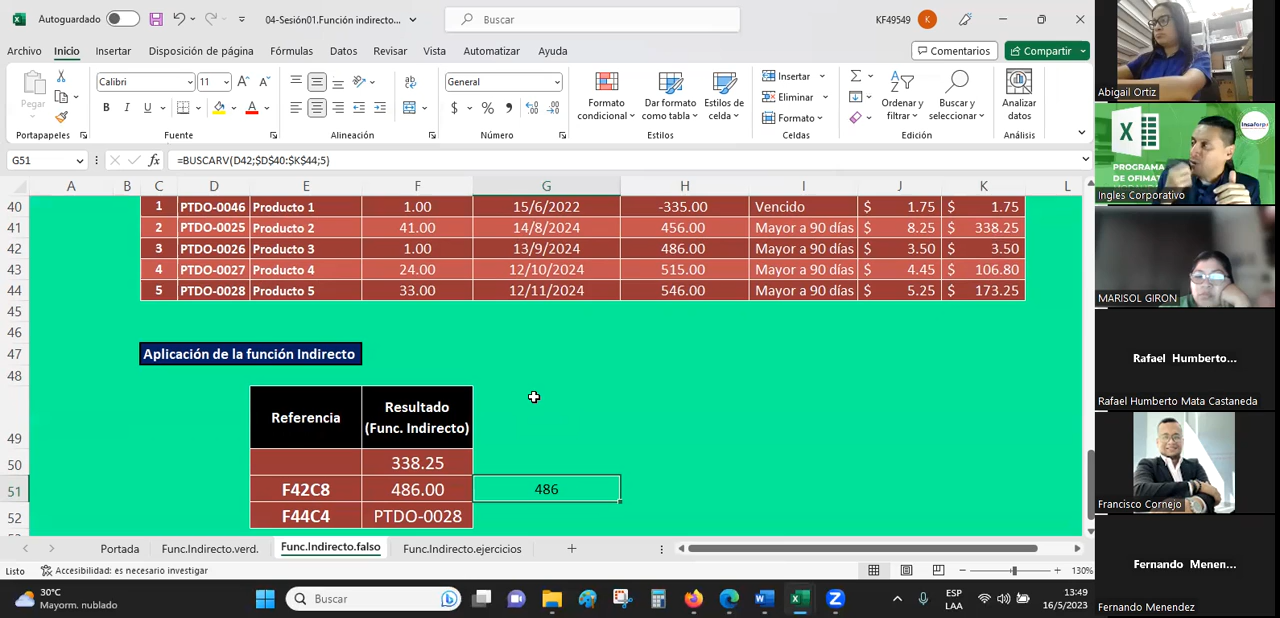 Autoguardado
04-Sesión01.Función indirecto...
Buscar
KF49549
K
Archivo Inicio Insertar Disposición de página Fórmulas Datos Revisar Vista Automatizar Ayuda
Comentarios
Compartir
Pegar
Calibri 11
N K S
General
$ % 000
Formato condicional
Dar formato como tabla
Estilos de celda
Insertar
Eliminar
Formato
Ordenar y filtrar
Buscar y seleccionar
Analizar datos
Portapapeles Fuente Alineación Número Estilos Celdas Edición Análisis
G51 fx =BUSCARV(D42;$D$40:$K$44;5)
A B C D E F G H I J K L
40 1 PTDO-0046 Producto 1 1.00 15/6/2022 -335.00 Vencido $ 1.75 $ 1.75
41 2 PTDO-0025 Producto 2 41.00 14/8/2024 456.00 Mayor a 90 días $ 8.25 $ 338.25
42 3 PTDO-0026 Producto 3 1.00 13/9/2024 486.00 Mayor a 90 días $ 3.50 $ 3.50
43 4 PTDO-0027 Producto 4 24.00 12/10/2024 515.00 Mayor a 90 días $ 4.45 $ 106.80
44 5 PTDO-0028 Producto 5 33.00 12/11/2024 546.00 Mayor a 90 días $ 5.25 $ 173.25
45
46
47 Aplicación de la función Indirecto
48
49 Referencia Resultado (Func. Indirecto)
50 338.25
51 F42C8 486.00 486
52 F44C4 PTDO-0028
Portada Func.Indirecto.verd. Func.Indirecto.falso Func.Indirecto.ejercicios
Listo Accesibilidad: es necesario investigar
130%
30°C
Mayorm. nublado
Buscar
ESP
LAA
13:49
16/5/2023
Abigail Ortiz
PROGRAMA
DE OFIMA
Insaforp
Ingles Corporativo
MARISOL GIRON
Rafael Humberto...
Rafael Humberto Mata Castaneda
Francisco Cornejo
Fernando Menen...
Fernando Menendez